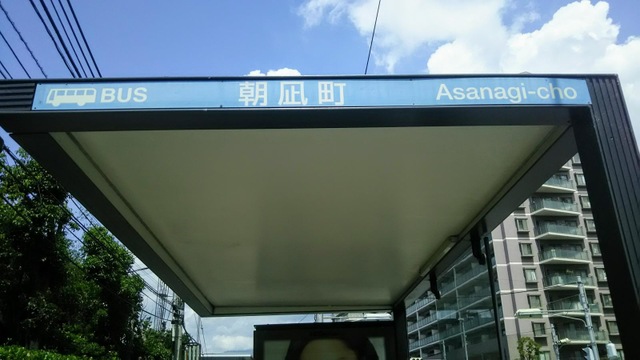 BUS 朝凪町 Asanagi-cho